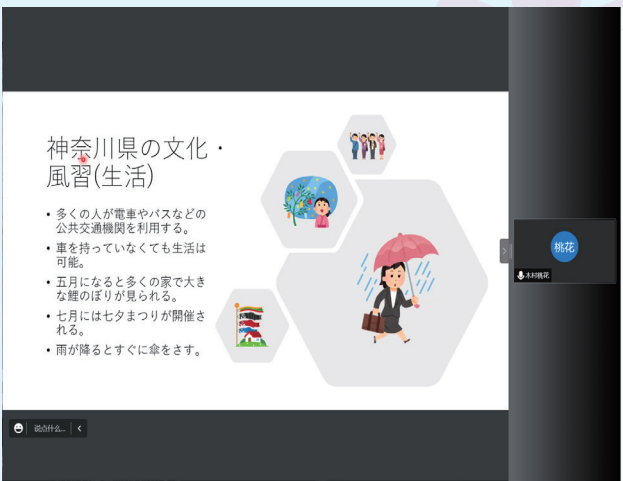 神奈川県の文化・
風習(生活)
• 多くの人が電車やバスなどの
公共交通機関を利用する。
• 車を持っていなくても生活は
可能。
• 五月になると多くの家で大き
な鯉のぼりが見られる。
• 七月には七夕まつりが開催さ
れる。
• 雨が降るとすぐに傘をさす。
桃花
木村桃花
说点什么...